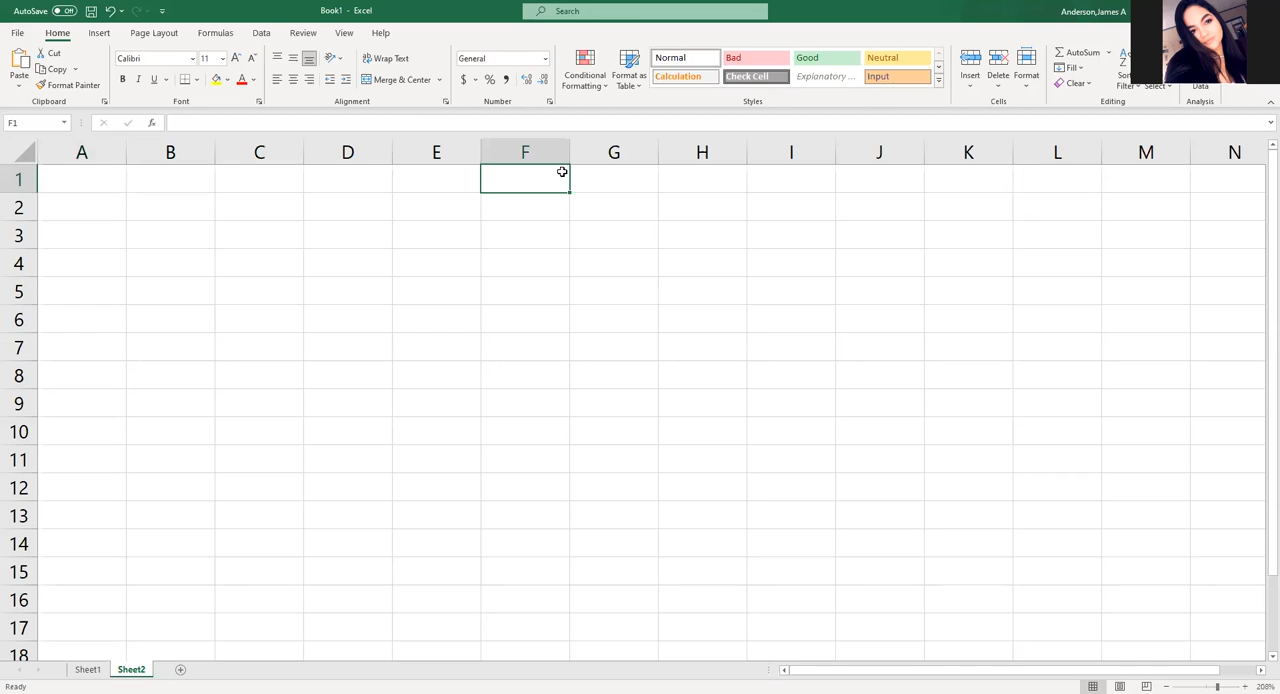 AutoSave Off Book1 - Excel Search Anderson,James A
File Home Insert Page Layout Formulas Data Review View Help
Cut Calibri 11 A A Wrap Text General Normal Bad Good Neutral AutoSum
Paste Copy Format Painter B I U A Merge & Center $ % , Conditional Formatting Format as Table Calculation Check Cell Explanatory ... Input Insert Delete Format Fill Clear Filter Select Data
Clipboard Font Alignment Number Styles Cells Editing Analysis
F1 fx
A B C D E F G H I J K L M N
1
2
3
4
5
6
7
8
9
10
11
12
13
14
15
16
17
18
Sheet1 Sheet2
Ready 208%